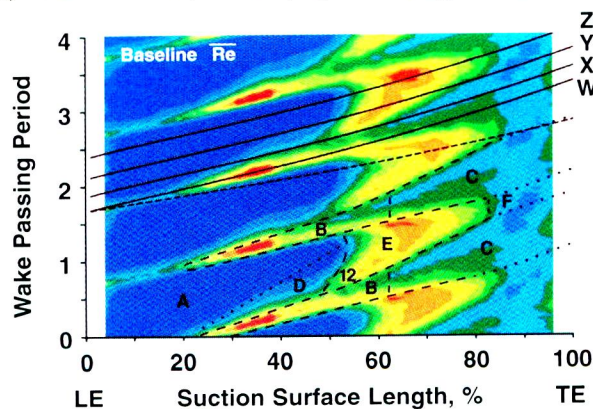 Baseline Re
Z
Y
X
W
Wake Passing Period
4
3
2
1
0
A
B
C
D
E
F
12
B
C
0
20
40
60
80
100
LE
Suction Surface Length, %
TE